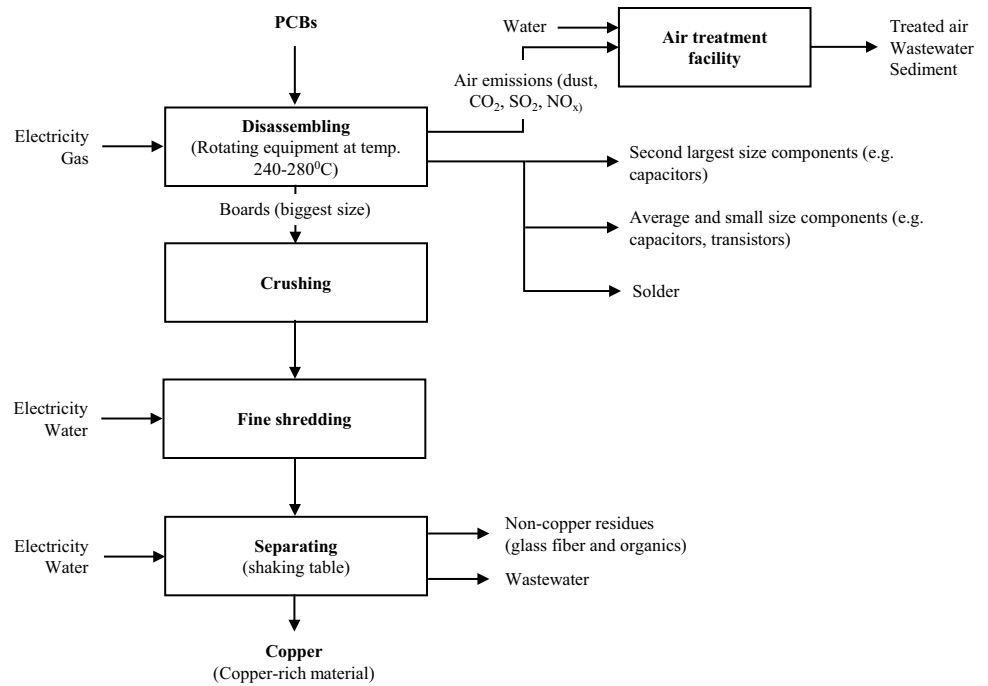 PCBs
Water
Air treatment
facility
Treated air
Wastewater
Sediment
Air emissions (dust,
CO₂, SO₂, NOₓ)
Electricity
Gas
Disassembling
(Rotating equipment at temp.
240-280⁰C)
Second largest size components (e.g.
capacitors)
Boards (biggest size)
Average and small size components (e.g.
capacitors, transistors)
Crushing
Solder
Electricity
Water
Fine shredding
Electricity
Water
Separating
(shaking table)
Non-copper residues
(glass fiber and organics)
Wastewater
Copper
(Copper-rich material)